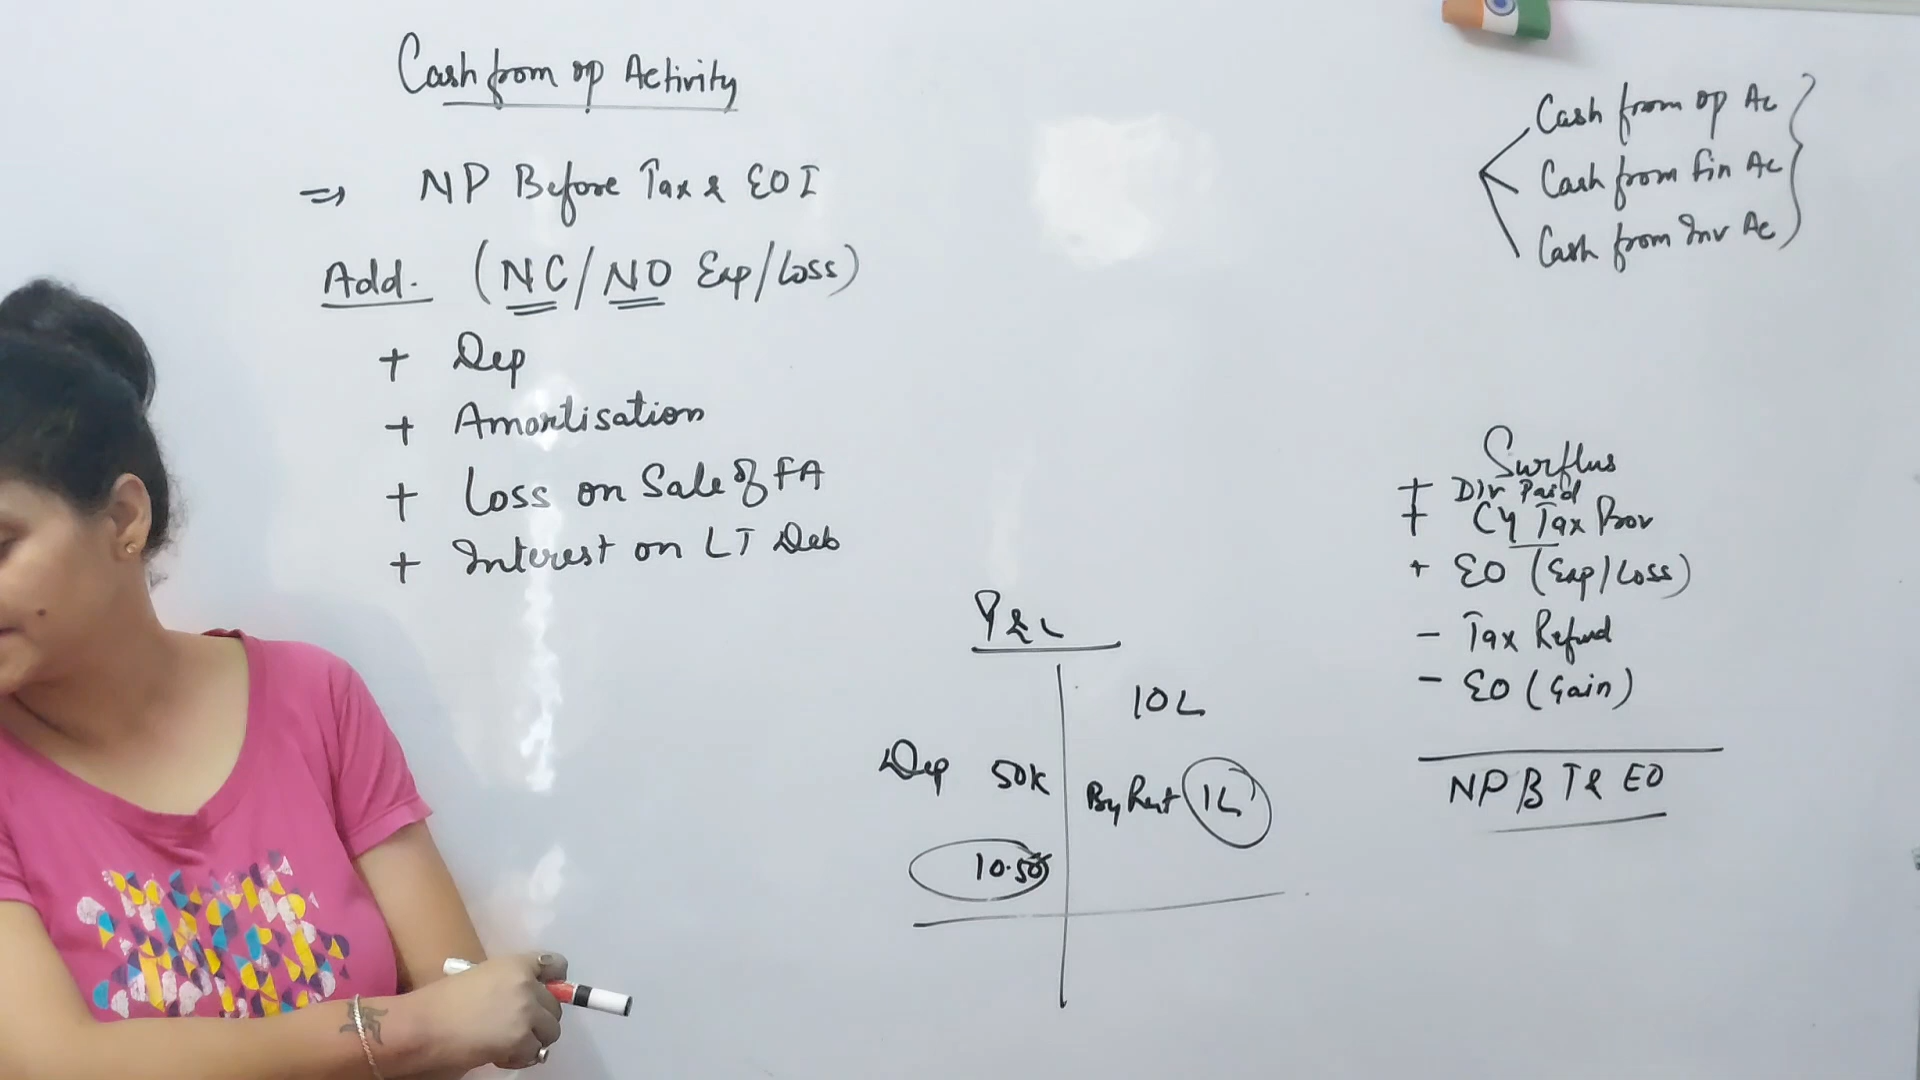 Cash from op Activity
⇒ NP Before Tax & EOI
Add. (NC/NO Exp/Loss)
+ Dep
+ Amortisation
+ Loss on Sale of FA
+ Interest on LT Deb
Cash from op Ac
Cash from fin Ac
Cash from Inv Ac
Surplus
+ Div Paid
+ CY Tax Prov
+ EO (Exp/Loss)
- Tax Refund
- EO (Gain)
NP B T & EO
P&L
10L
Dep 50K
By Rent 1L
10.50